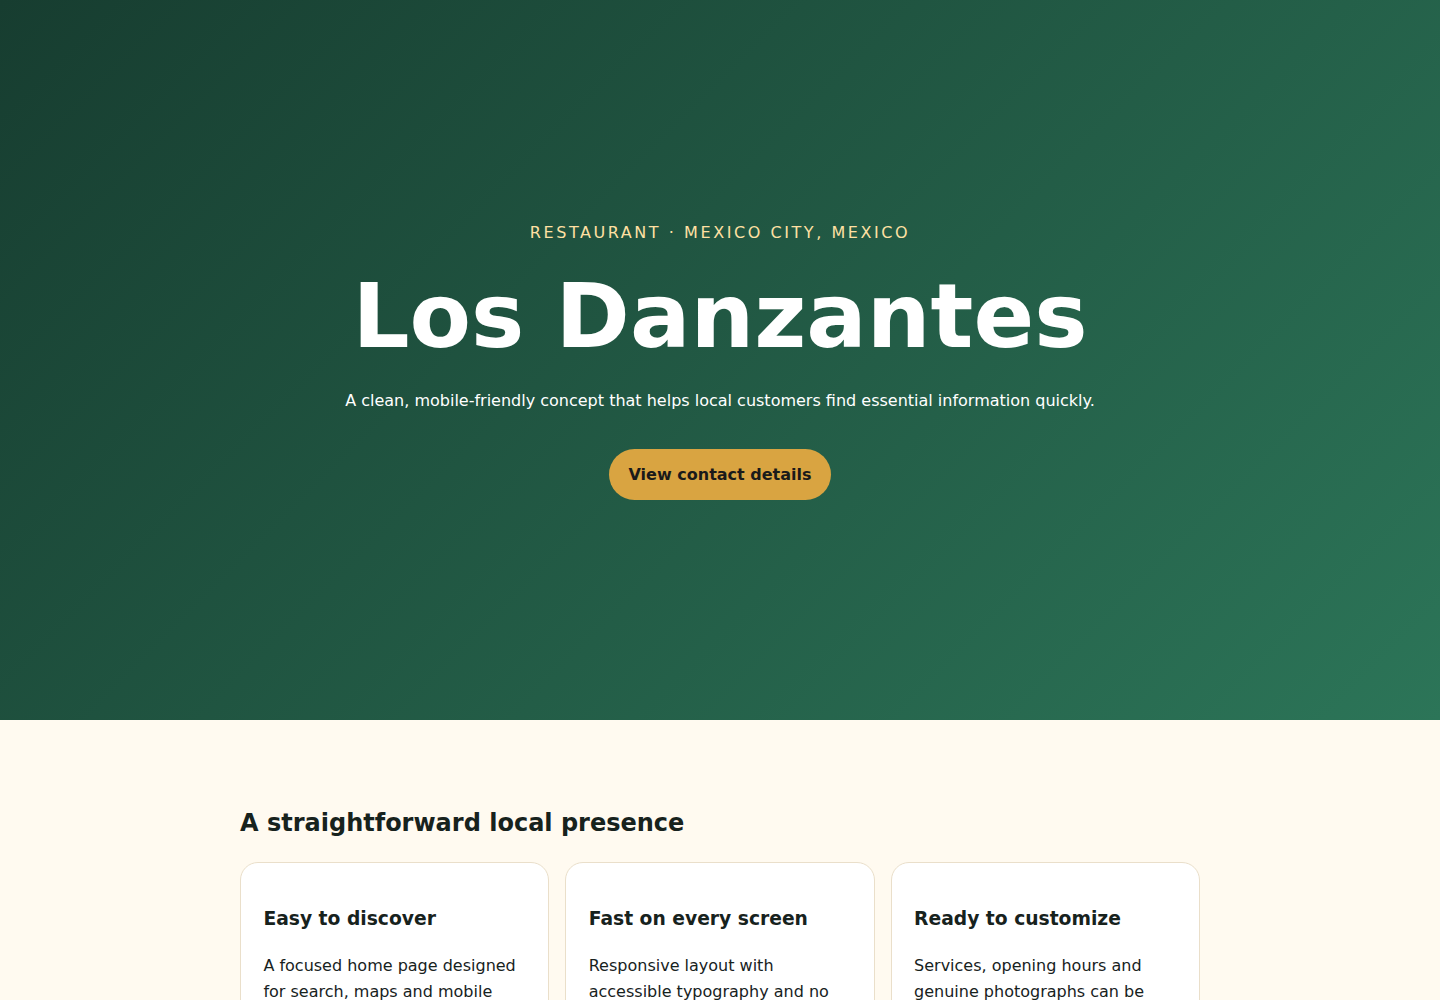 RESTAURANT · MEXICO CITY, MEXICO
Los Danzantes
A clean, mobile-friendly concept that helps local customers find essential information quickly.
View contact details
A straightforward local presence
Easy to discover
A focused home page designed
for search, maps and mobile
Fast on every screen
Responsive layout with
accessible typography and no
Ready to customize
Services, opening hours and
genuine photographs can be